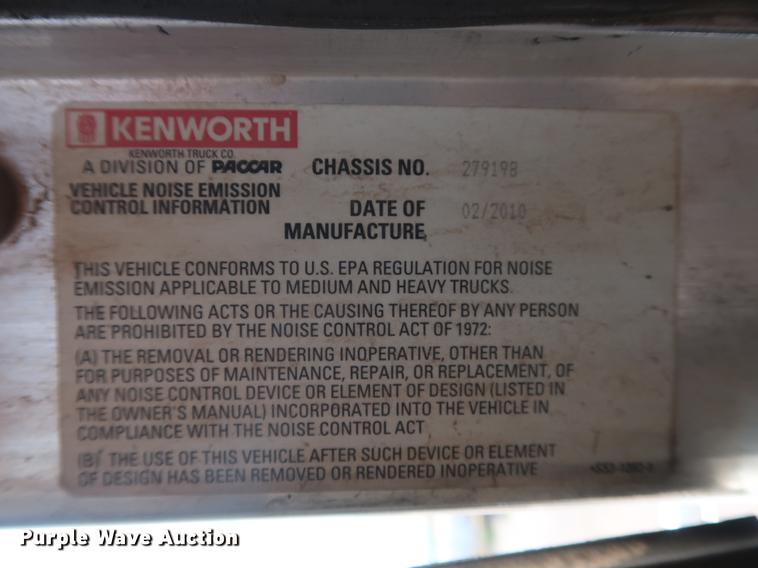 KENWORTH
KENWORTH TRUCK CO.
A DIVISION OF PACCAR
CHASSIS NO. 279198
VEHICLE NOISE EMISSION
CONTROL INFORMATION
DATE OF
MANUFACTURE
02/2010
THIS VEHICLE CONFORMS TO U.S. EPA REGULATION FOR NOISE
EMISSION APPLICABLE TO MEDIUM AND HEAVY TRUCKS.
THE FOLLOWING ACTS OR THE CAUSING THEREOF BY ANY PERSON
ARE PROHIBITED BY THE NOISE CONTROL ACT OF 1972:
(A) THE REMOVAL OR RENDERING INOPERATIVE, OTHER THAN
FOR PURPOSES OF MAINTENANCE, REPAIR, OR REPLACEMENT, OF
ANY NOISE CONTROL DEVICE OR ELEMENT OF DESIGN (LISTED IN
THE OWNER'S MANUAL) INCORPORATED INTO THE VEHICLE IN
COMPLIANCE WITH THE NOISE CONTROL ACT
(B) THE USE OF THIS VEHICLE AFTER SUCH DEVICE OR ELEMENT
OF DESIGN HAS BEEN REMOVED OR RENDERED INOPERATIVE
Purple Wave Auction